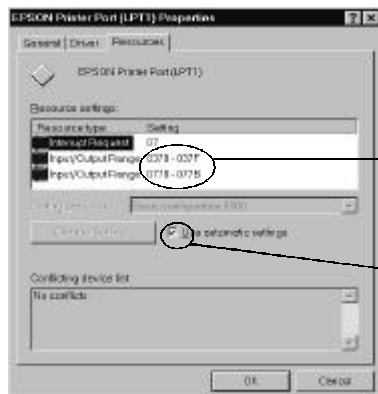 EPSON Printer Port (LPT1) Properties
General Driver Resources
EPSON Printer Port (LPT1)
Resource settings:
Resource type Setting
Interrupt Request 07
Input/Output Range 0378 - 037F
Input/Output Range 0778 - 077B
Use automatic settings
Conflicting device list
No conflicts
OK Cancel